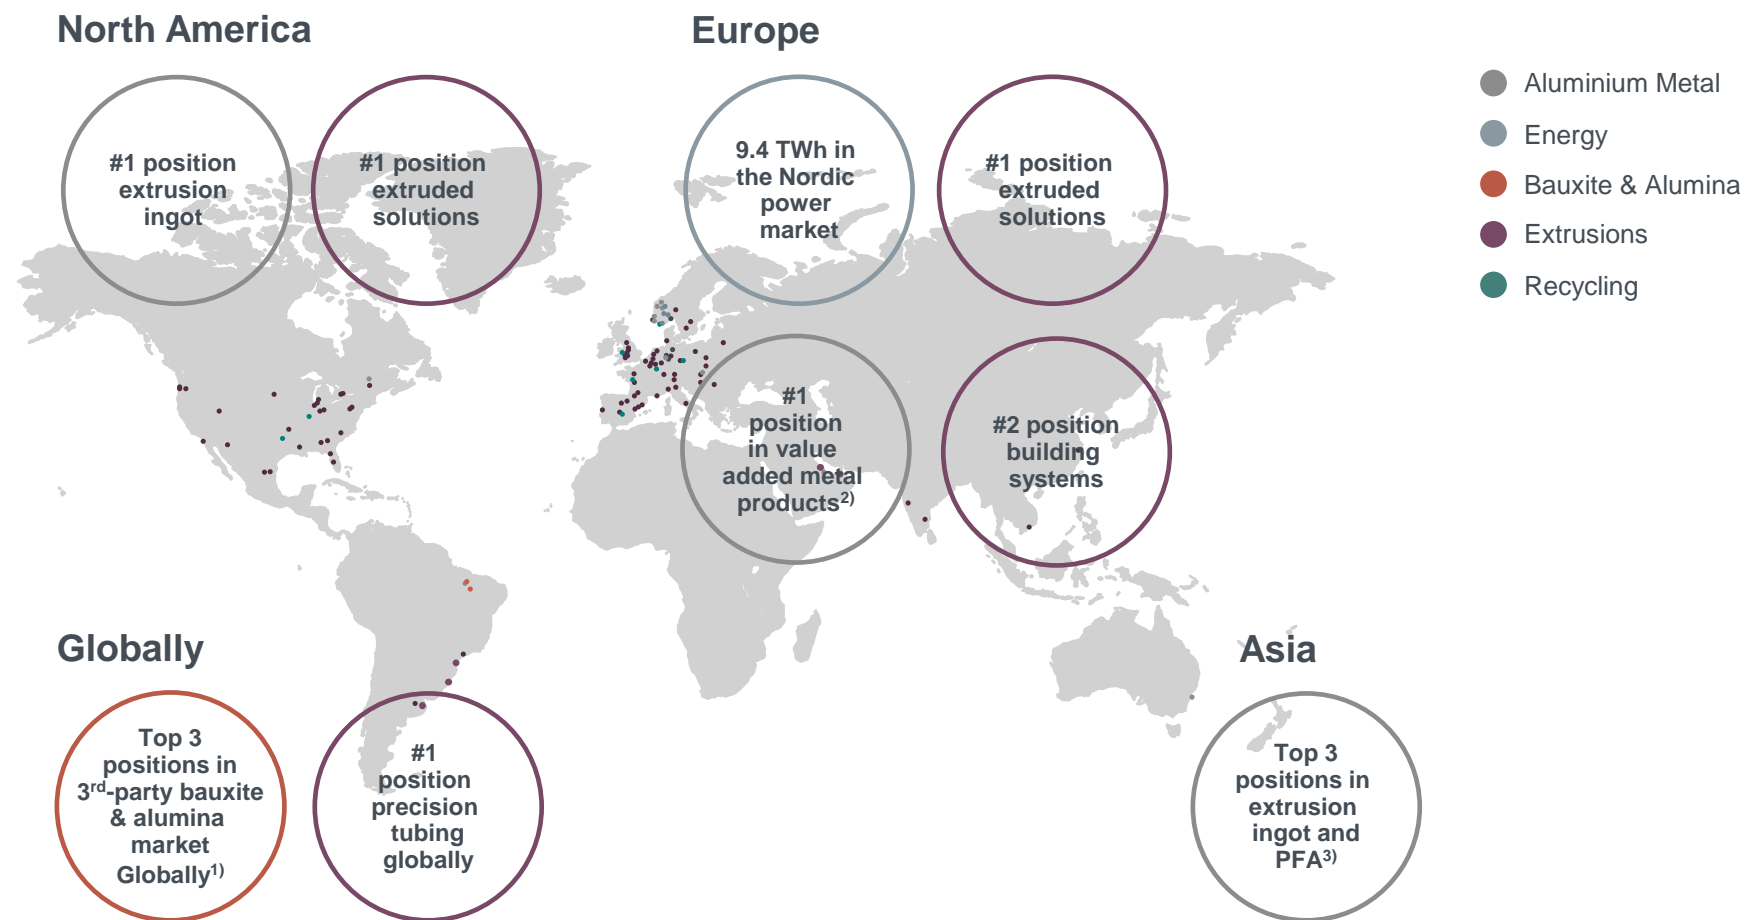 North America
#1 position
extrusion
ingot
#1 position
extruded
solutions
Europe
9.4 TWh in
the Nordic
power
market
#1 position
extruded
solutions
#1
position
in value
added metal
products2)
#2 position
building
systems
Aluminium Metal
Energy
Bauxite & Alumina
Extrusions
Recycling
Globally
Top 3
positions in
3rd-party bauxite
& alumina
market
Globally1)
#1
position
precision
tubing
globally
Asia
Top 3
positions in
extrusion
ingot and
PFA3)